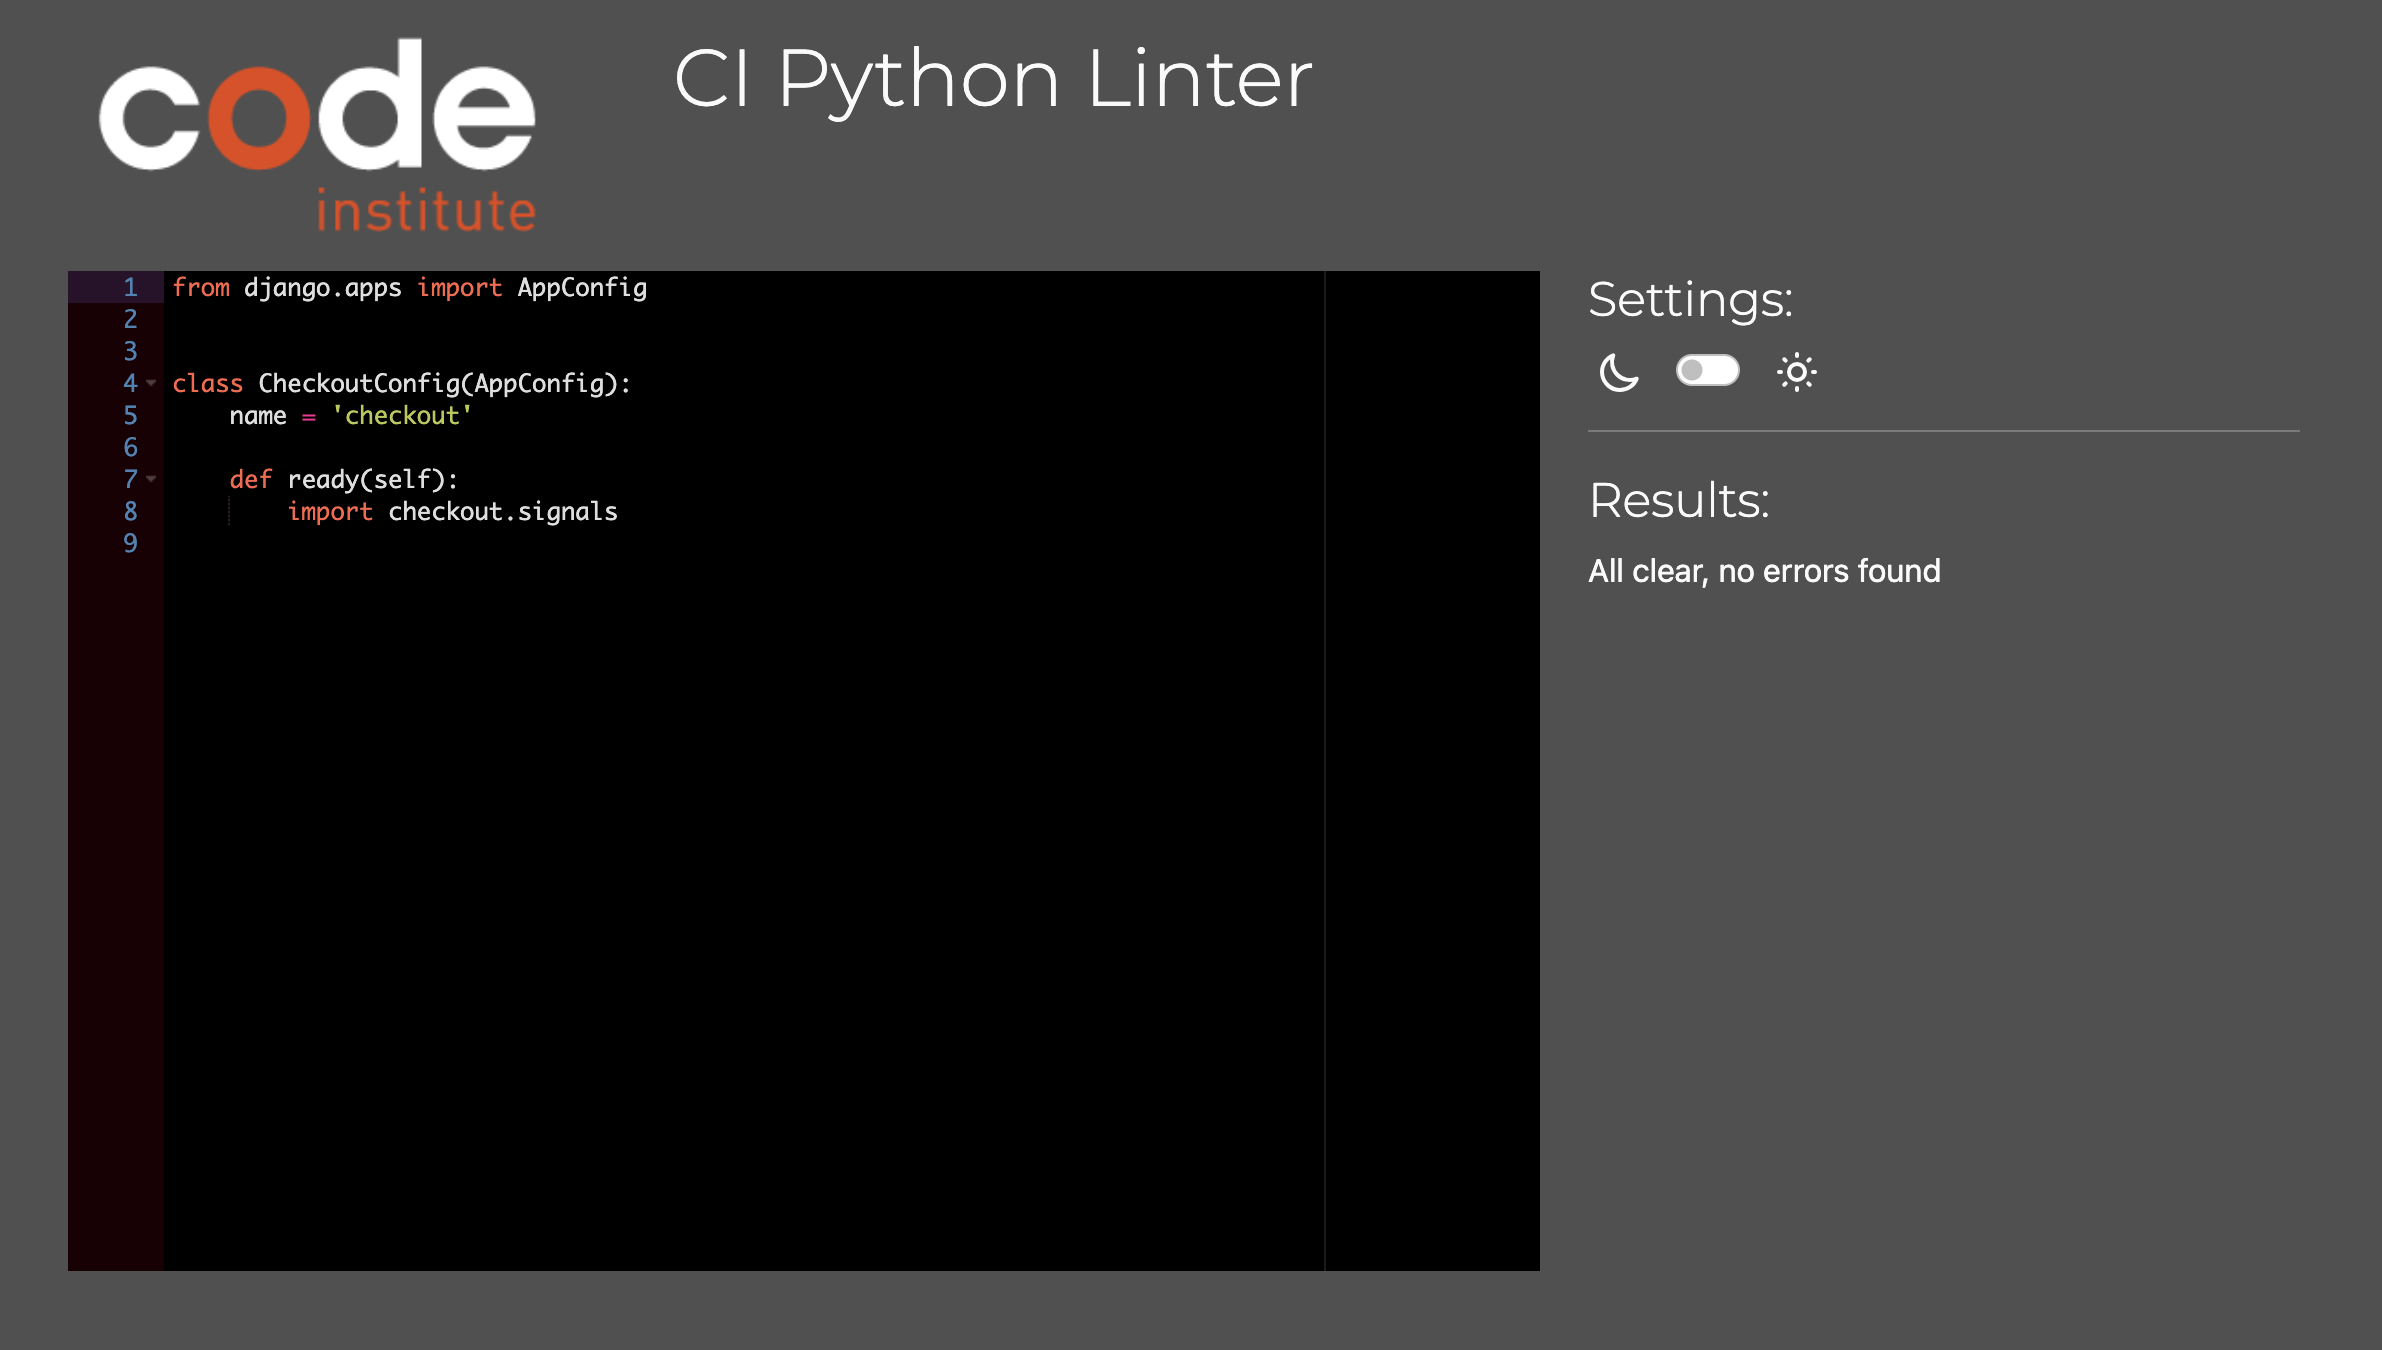 code
institute
CI Python Linter
1 from django.apps import AppConfig
2
3
4 class CheckoutConfig(AppConfig):
5     name = 'checkout'
6
7     def ready(self):
8         import checkout.signals
9
Settings:
Results:
All clear, no errors found